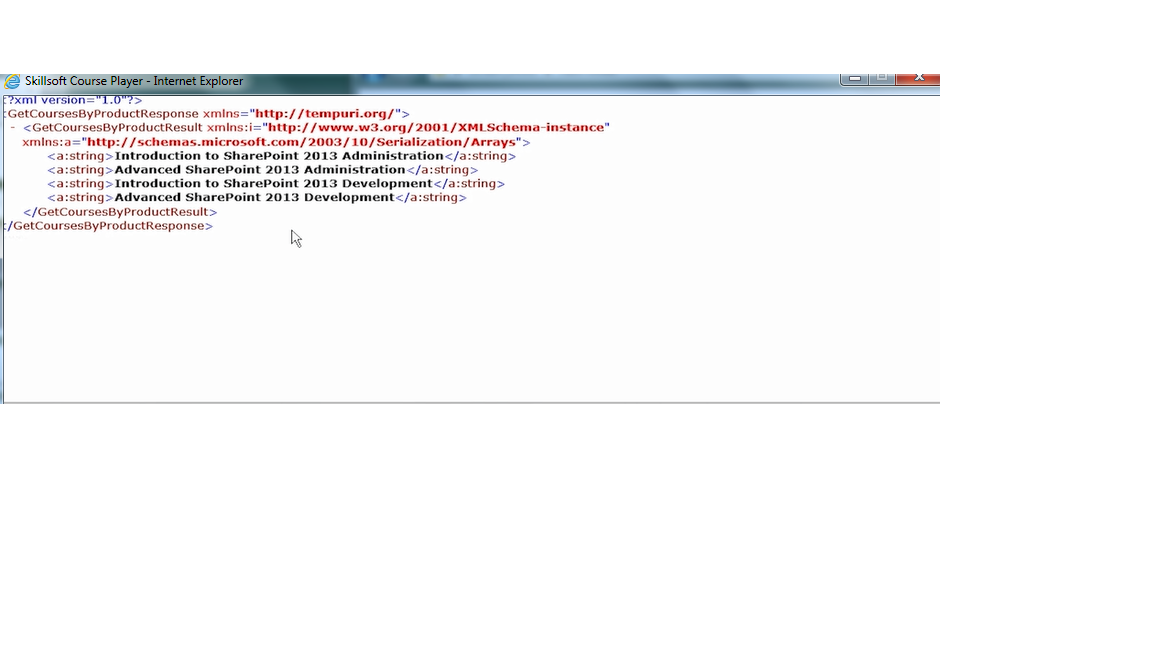 Skillsoft Course Player - Internet Explorer
?xml version="1.0"?>
GetCoursesByProductResponse xmlns="http://tempuri.org/">
- <GetCoursesByProductResult xmlns:i="http://www.w3.org/2001/XMLSchema-instance"
xmlns:a="http://schemas.microsoft.com/2003/10/Serialization/Arrays">
<a:string>Introduction to SharePoint 2013 Administration</a:string>
<a:string>Advanced SharePoint 2013 Administration</a:string>
<a:string>Introduction to SharePoint 2013 Development</a:string>
<a:string>Advanced SharePoint 2013 Development</a:string>
</GetCoursesByProductResult>
/GetCoursesByProductResponse>